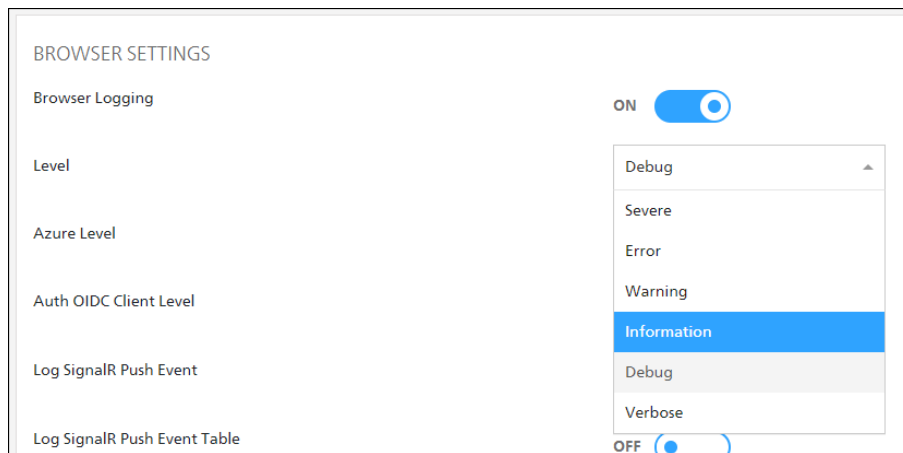 BROWSER SETTINGS
Browser Logging
ON
Level
Debug
Severe
Azure Level
Error
Warning
Auth OIDC Client Level
Information
Log SignalR Push Event
Debug
Verbose
Log SignalR Push Event Table
OFF